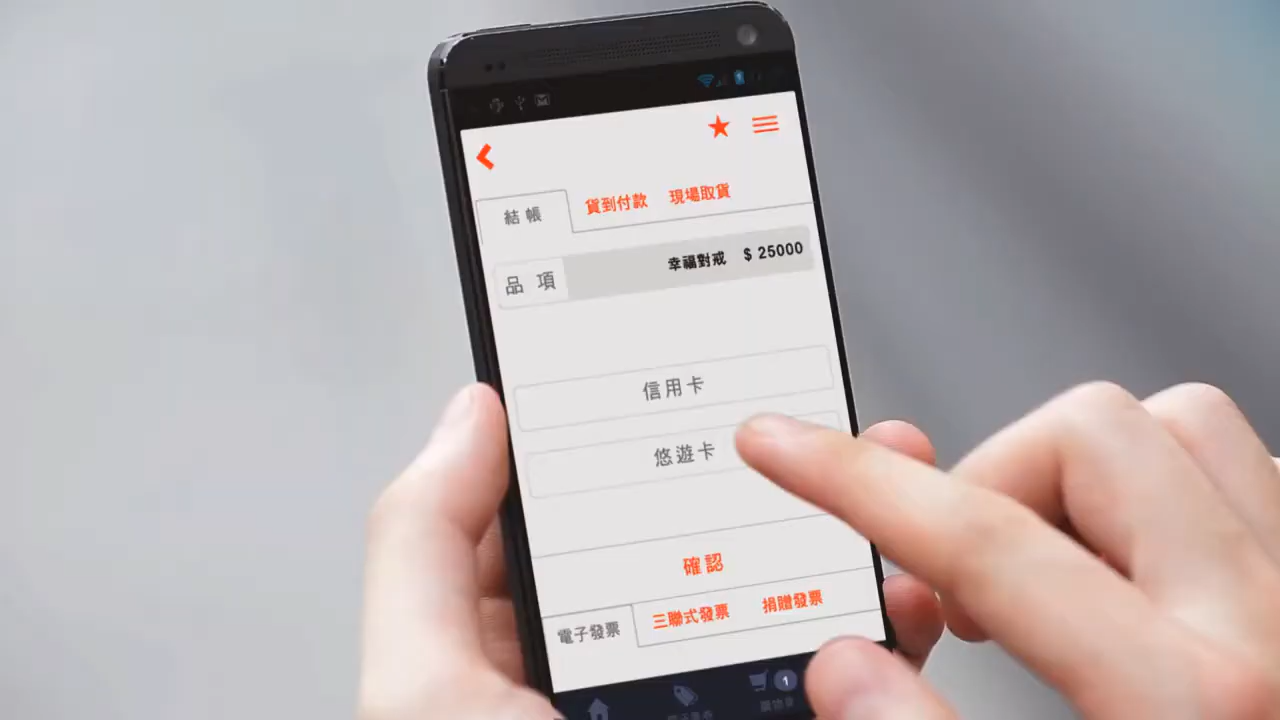 結帳 貨到付款 現場取貨
品項 幸福對戒 $ 25000
信用卡
悠遊卡
確認
電子發票 三聯式發票 捐贈發票
1